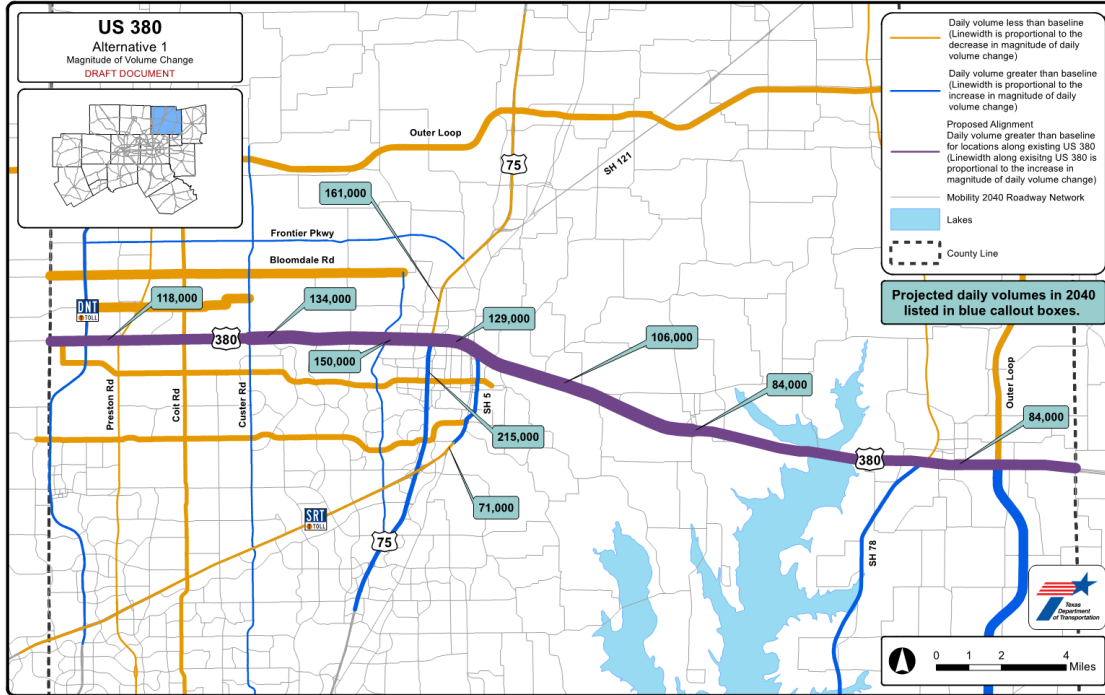 US 380
Alternative 1
Magnitude of Volume Change
DRAFT DOCUMENT
Daily volume less than baseline
(Linewidth is proportional to the
decrease in magnitude of daily
volume change)
Daily volume greater than baseline
(Linewidth is proportional to the
increase in magnitude of daily
volume change)
Proposed Alignment
Daily volume greater than baseline
for locations along existing US 380
(Linewidth along exisitng US 380 is
proportional to the increase in
magnitude of daily volume change)
Mobility 2040 Roadway Network
Lakes
County Line
Projected daily volumes in 2040
listed in blue callout boxes.
Outer Loop
75
SH 121
161,000
Frontier Pkwy
Bloomdale Rd
DNT
TOLL
118,000
134,000
129,000
380
150,000
106,000
84,000
Preston Rd
Coit Rd
Custer Rd
SH 5
Outer Loop
84,000
215,000
380
71,000
SRT
TOLL
75
SH 78
Texas
Department
of Transportation
0 1 2 4
Miles